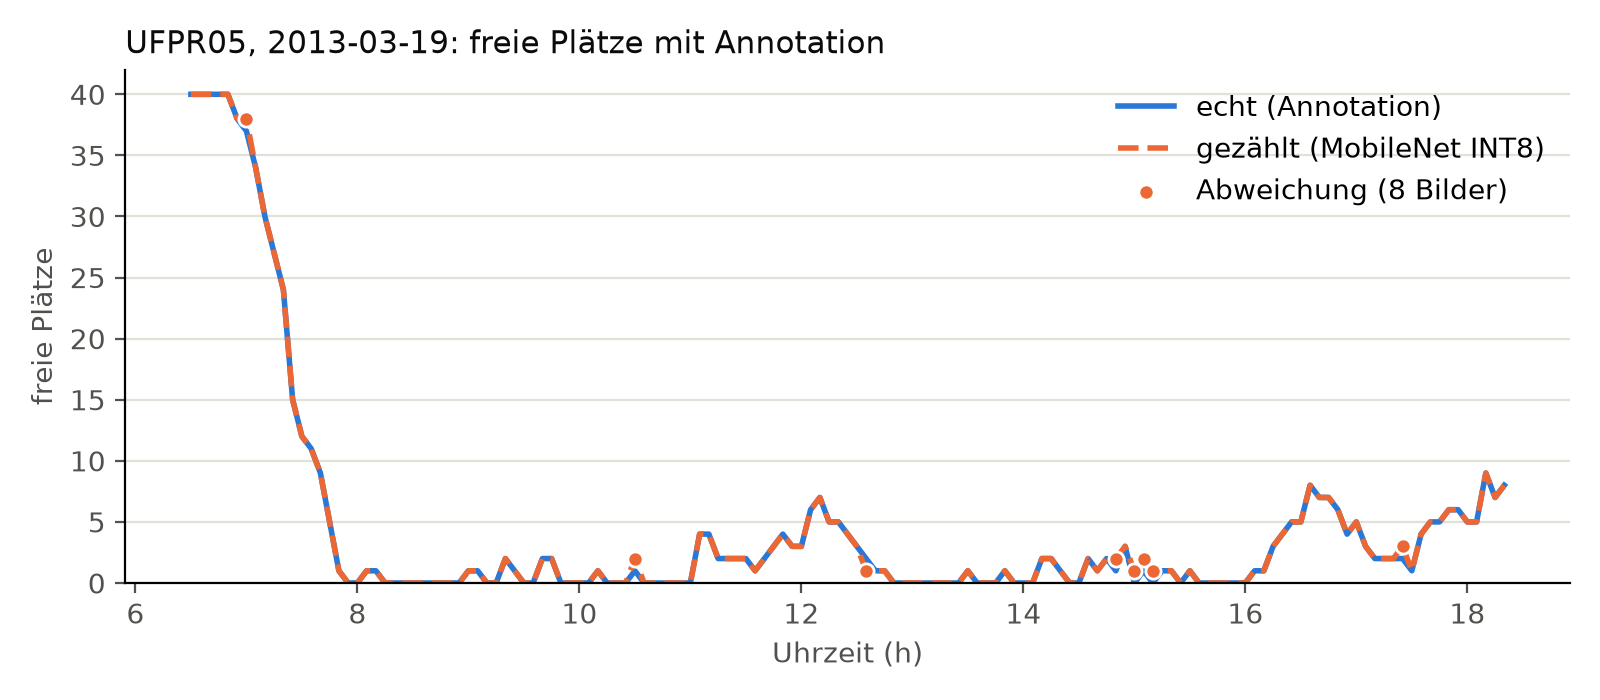 UFPR05, 2013-03-19: freie Plätze mit Annotation
echt (Annotation)
gezählt (MobileNet INT8)
Abweichung (8 Bilder)
freie Plätze
40
35
30
25
20
15
10
5
0
6 8 10 12 14 16 18
Uhrzeit (h)